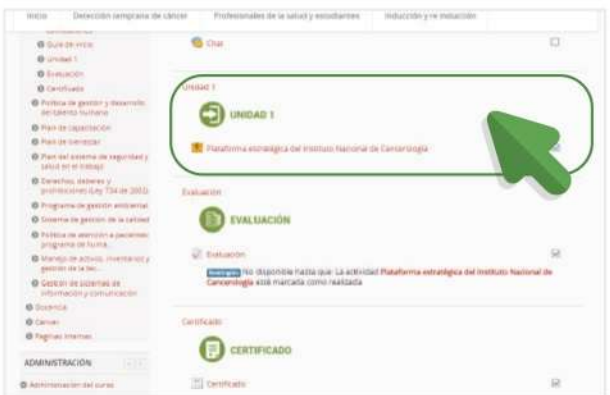 Inicio
Detección temprana de cáncer
Profesionales de la salud y estudiantes
Inducción y re inducción
Guía de inicio
Unidad 1
Evaluación
Certificado
Política de gestión y desarrollo
del talento humano
Plan de capacitación
Plan de bienestar
Plan del sistema de seguridad y
salud en el trabajo
Derechos, deberes y
prohibiciones (Ley 734 de 2002)
Programa de gestión ambiental
Sistema de gestión de la calidad
Política de atención a pacientes
programa de huma...
Manejo de activos, inventarios y
gestión de la tec...
Gestión de sistemas de
información y comunicación
Docencia
Canvas
Paginas internas
ADMINISTRACIÓN
Administración del curso
Chat
Unidad 1
UNIDAD 1
Plataforma estratégica del Instituto Nacional de Cancerología
Evaluación
EVALUACIÓN
Evaluación
No disponible hasta que: La actividad Plataforma estratégica del Instituto Nacional de
Cancerología está marcada como realizada
Certificado
CERTIFICADO
Certificado